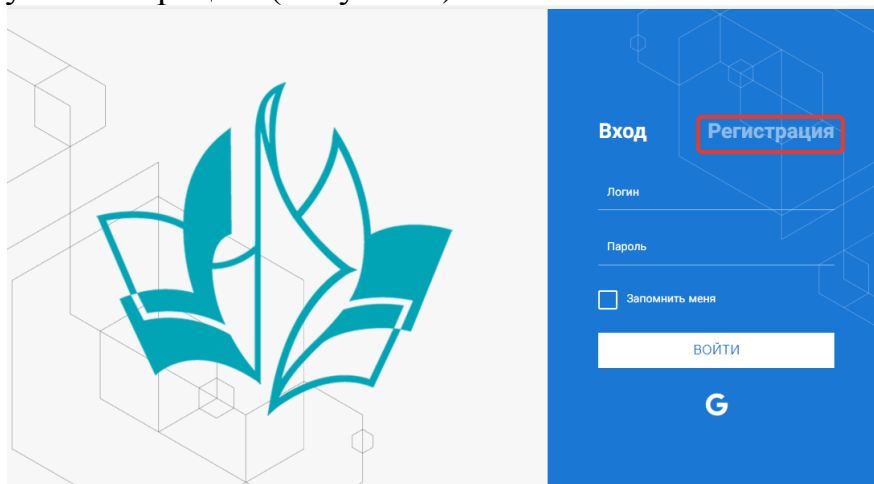 Вход Регистрация
Логин
Пароль
Запомнить меня
ВОЙТИ
G